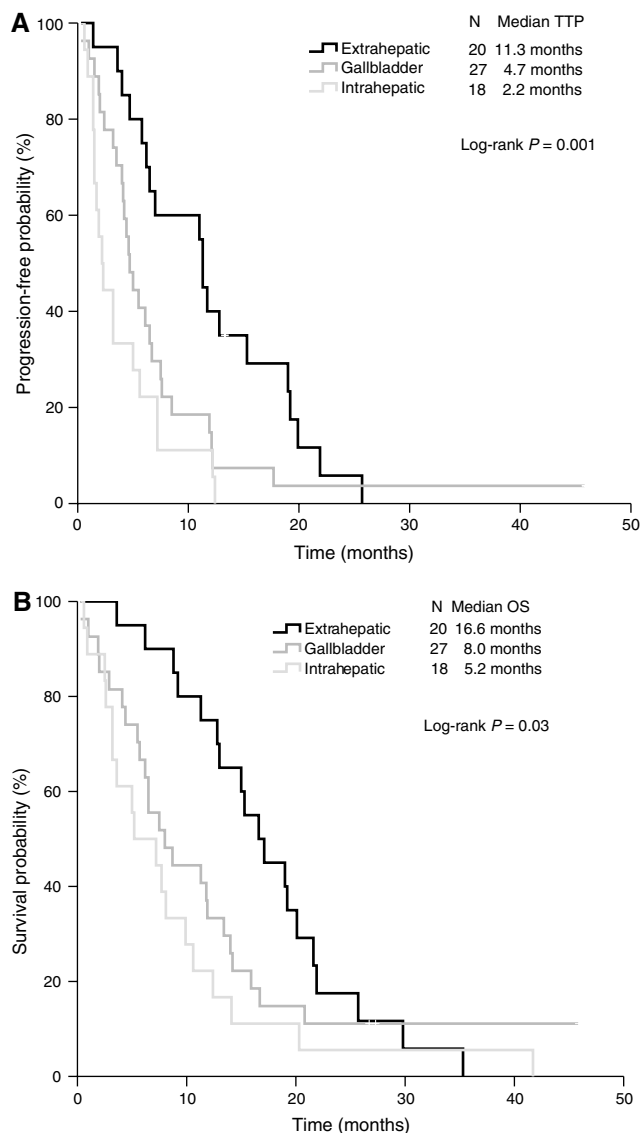 A
N Median TTP
Extrahepatic 20 11.3 months
Gallbladder 27 4.7 months
Intrahepatic 18 2.2 months
Log-rank P = 0.001
Progression-free probability (%)
100
80
60
40
20
0
0 10 20 30 40 50
Time (months)
B
N Median OS
Extrahepatic 20 16.6 months
Gallbladder 27 8.0 months
Intrahepatic 18 5.2 months
Log-rank P = 0.03
Survival probability (%)
100
80
60
40
20
0
0 10 20 30 40 50
Time (months)